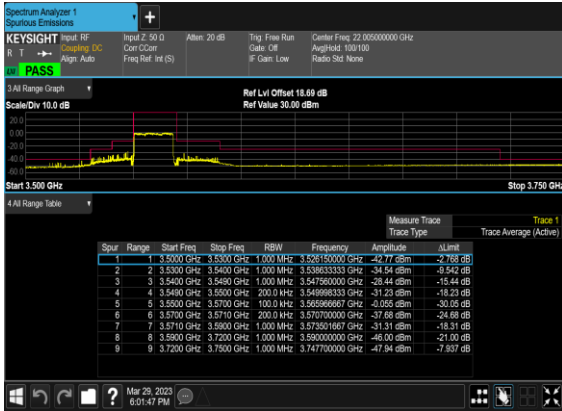 Spectrum Analyzer 1
Spurious Emissions
+
KEYSIGHT Input: RF Input Z: 50 Ω Atten: 20 dB Trig: Free Run Center Freq: 22.005000000 GHz
R T Coupling: DC Corr CCorr Gate: Off Avg|Hold: 100/100
Align: Auto Freq Ref: Int (S) IF Gain: Low Radio Std: None
PASS
3 All Range Graph
Ref Lvl Offset 18.69 dB
Scale/Div 10.0 dB Ref Value 30.00 dBm
20.0
0.00
-20.0
-40.0
-60.0
Start 3.500 GHz Stop 3.750 GHz
4 All Range Table
Measure Trace Trace 1
Trace Type Trace Average (Active)
Spur Range Start Freq Stop Freq RBW Frequency Amplitude ΔLimit
1 1 3.5000 GHz 3.5300 GHz 1.000 MHz 3.526150000 GHz -42.77 dBm -2.768 dB
2 2 3.5300 GHz 3.5400 GHz 1.000 MHz 3.538633333 GHz -34.54 dBm -9.542 dB
3 3 3.5400 GHz 3.5490 GHz 1.000 MHz 3.547560000 GHz -28.44 dBm -15.44 dB
4 4 3.5490 GHz 3.5500 GHz 200.0 kHz 3.549998333 GHz -31.23 dBm -18.23 dB
5 5 3.5500 GHz 3.5700 GHz 100.0 kHz 3.565966667 GHz -0.055 dBm -30.05 dB
6 6 3.5700 GHz 3.5710 GHz 200.0 kHz 3.570700000 GHz -37.68 dBm -24.68 dB
7 7 3.5710 GHz 3.5900 GHz 1.000 MHz 3.573501667 GHz -31.31 dBm -18.31 dB
8 8 3.5900 GHz 3.7200 GHz 1.000 MHz 3.590000000 GHz -46.00 dBm -21.00 dB
9 9 3.7200 GHz 3.7500 GHz 1.000 MHz 3.747700000 GHz -47.94 dBm -7.937 dB
? Mar 29, 2023
6:01:47 PM